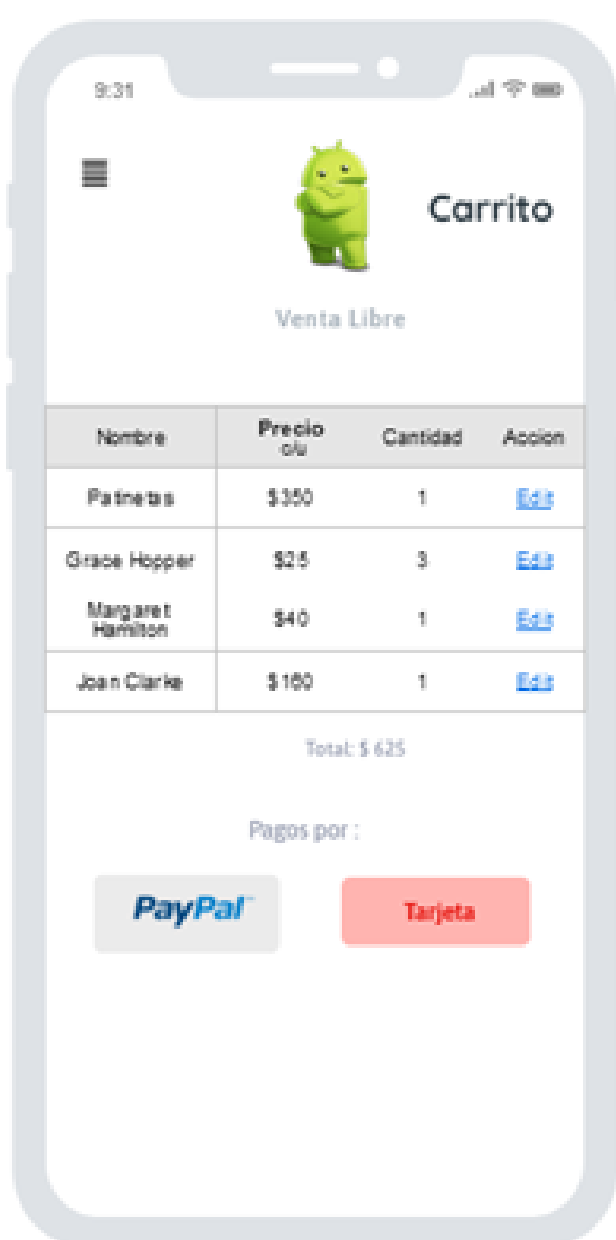 9:31
Carrito
Venta Libre
Nombre Precio c/u Cantidad Accion
Patinetas $350 1 Edit
Grace Hopper $25 3 Edit
Margaret Hamilton $40 1 Edit
Joan Clarke $160 1 Edit
Total: $ 625
Pagos por :
PayPal™ Tarjeta